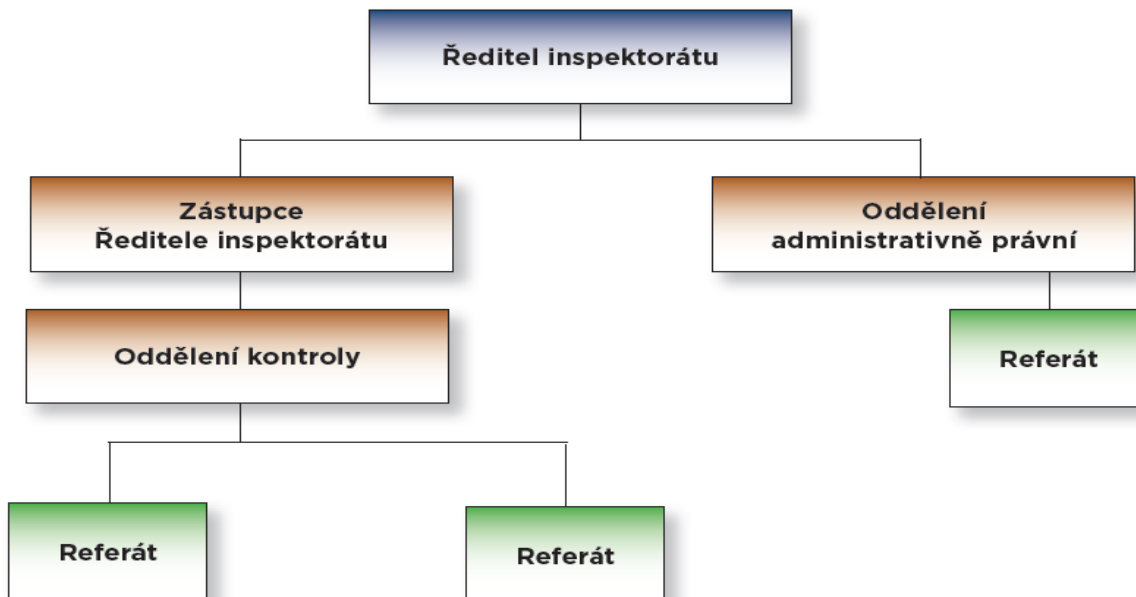 Ředitel inspektorátu
Zástupce
Ředitele inspektorátu
Oddělení
administrativně právní
Oddělení kontroly
Referát
Referát
Referát